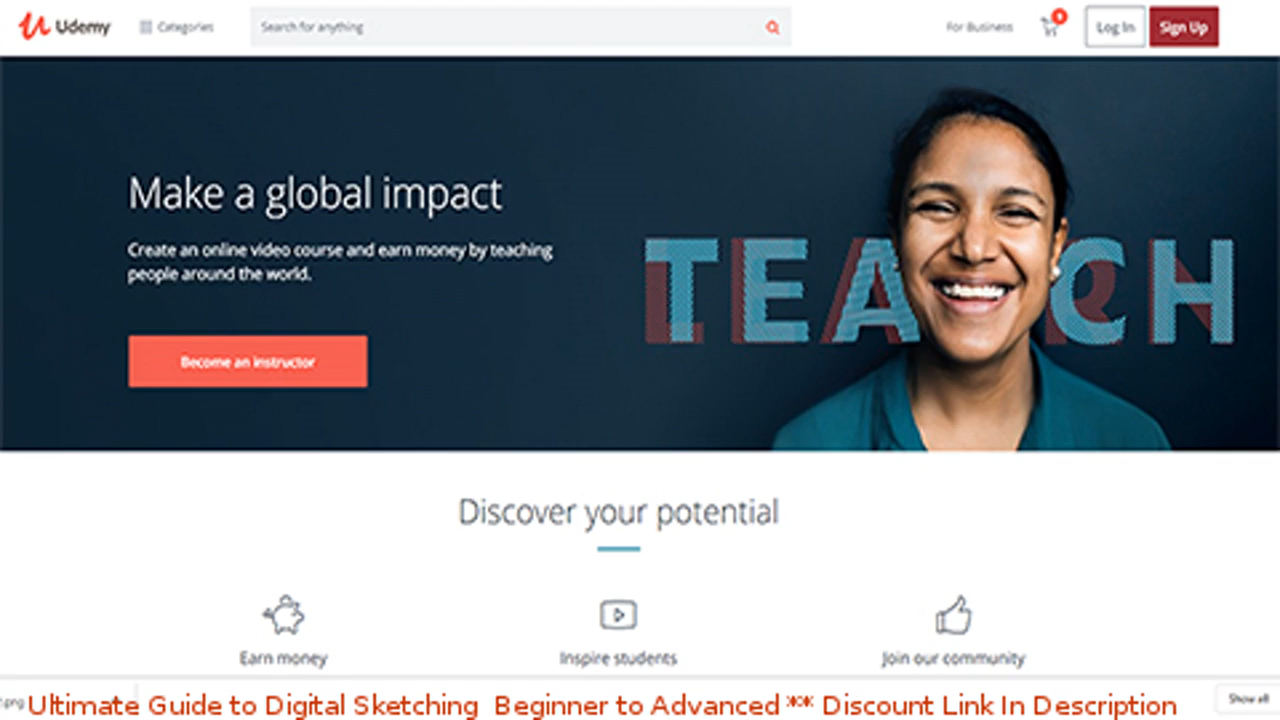 Udemy Categories Search for anything For Business 0 Log In Sign Up
Make a global impact
Create an online video course and earn money by teaching
people around the world.
TEACH
Become an instructor
Discover your potential
Earn money Inspire students Join our community
.png Ultimate Guide to Digital Sketching Beginner to Advanced ** Discount Link In Description Show all